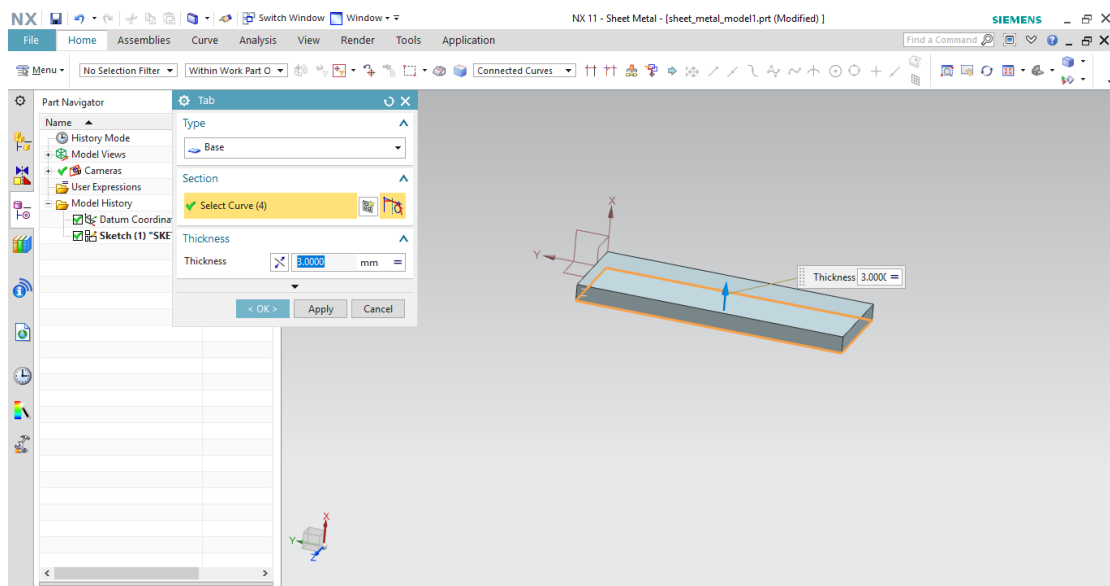 NX Switch Window Window NX 11 - Sheet Metal - [sheet_metal_model1.prt (Modified) ] SIEMENS
File Home Assemblies Curve Analysis View Render Tools Application Find a Command
Menu No Selection Filter Within Work Part O Connected Curves
Part Navigator
Name
History Mode
Model Views
Cameras
User Expressions
Model History
Datum Coordina
Sketch (1) "SKE
Tab
Type
Base
Section
Select Curve (4)
Thickness
Thickness 3.0000 mm =
< OK > Apply Cancel
X
Y
Thickness 3.000 =
X
Y
Z